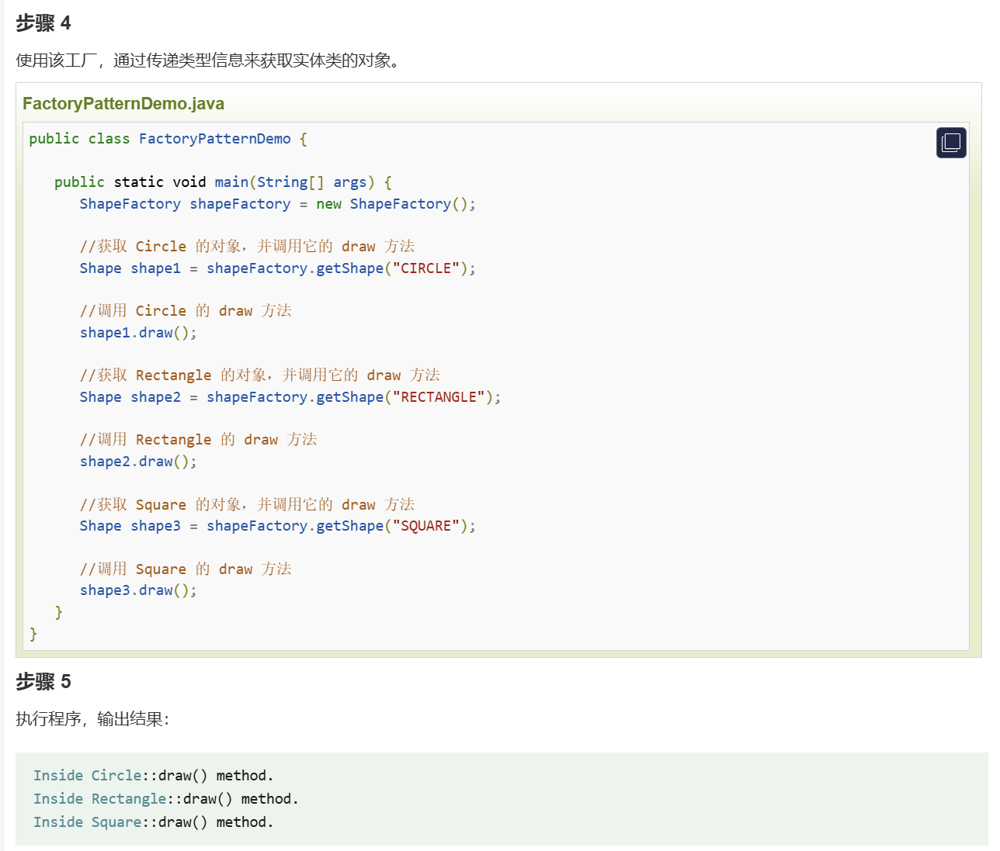 步骤 4
使用该工厂，通过传递类型信息来获取实体类的对象。
FactoryPatternDemo.java
public class FactoryPatternDemo {
   public static void main(String[] args) {
      ShapeFactory shapeFactory = new ShapeFactory();
      //获取 Circle 的对象，并调用它的 draw 方法
      Shape shape1 = shapeFactory.getShape("CIRCLE");
      //调用 Circle 的 draw 方法
      shape1.draw();
      //获取 Rectangle 的对象，并调用它的 draw 方法
      Shape shape2 = shapeFactory.getShape("RECTANGLE");
      //调用 Rectangle 的 draw 方法
      shape2.draw();
      //获取 Square 的对象，并调用它的 draw 方法
      Shape shape3 = shapeFactory.getShape("SQUARE");
      //调用 Square 的 draw 方法
      shape3.draw();
   }
}
步骤 5
执行程序，输出结果：
Inside Circle::draw() method.
Inside Rectangle::draw() method.
Inside Square::draw() method.